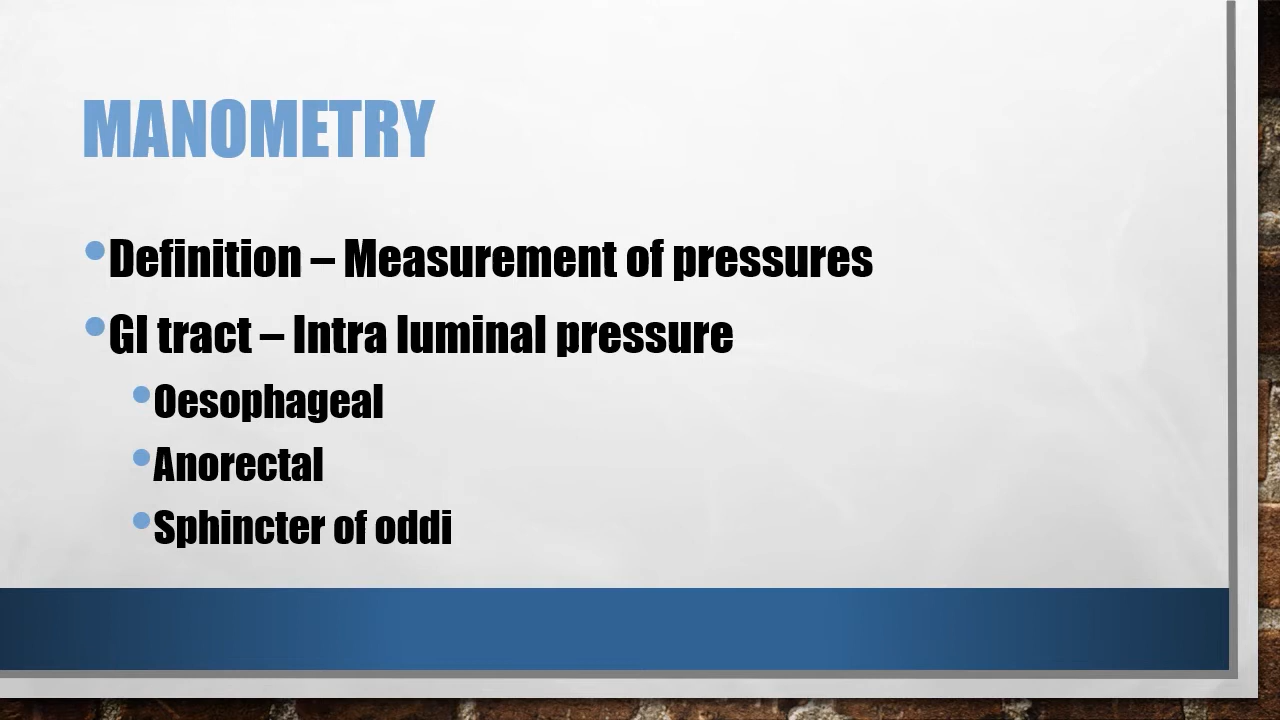 MANOMETRY
•Definition – Measurement of pressures
•GI tract – Intra luminal pressure
•Oesophageal
•Anorectal
•Sphincter of oddi